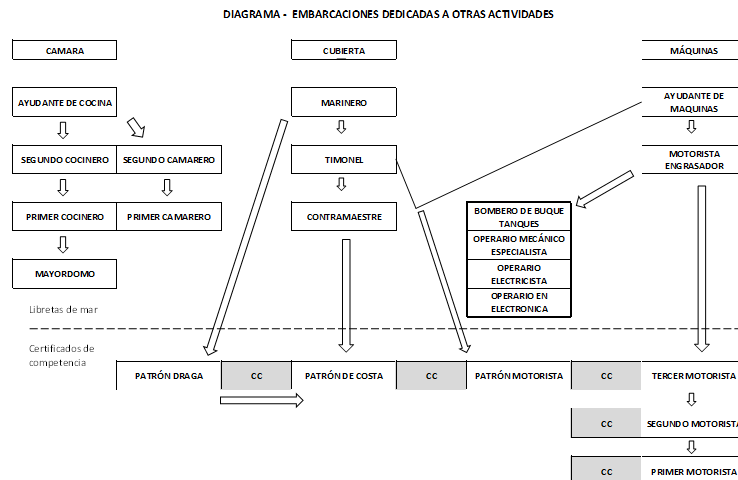 DIAGRAMA - EMBARCACIONES DEDICADAS A OTRAS ACTIVIDADES
CAMARA
CUBIERTA
MÁQUINAS
AYUDANTE DE COCINA
MARINERO
AYUDANTE DE
MAQUINAS
SEGUNDO COCINERO
SEGUNDO CAMARERO
TIMONEL
MOTORISTA
ENGRASADOR
PRIMER COCINERO
PRIMER CAMARERO
CONTRAMAESTRE
BOMBERO DE BUQUE
TANQUES
OPERARIO MECÁNICO
ESPECIALISTA
OPERARIO
ELECTRICISTA
OPERARIO EN
ELECTRONICA
MAYORDOMO
Libretas de mar
Certificados de
competencia
PATRÓN DRAGA
CC
PATRÓN DE COSTA
CC
PATRÓN MOTORISTA
CC
TERCER MOTORISTA
CC
SEGUNDO MOTORISTA
CC
PRIMER MOTORISTA